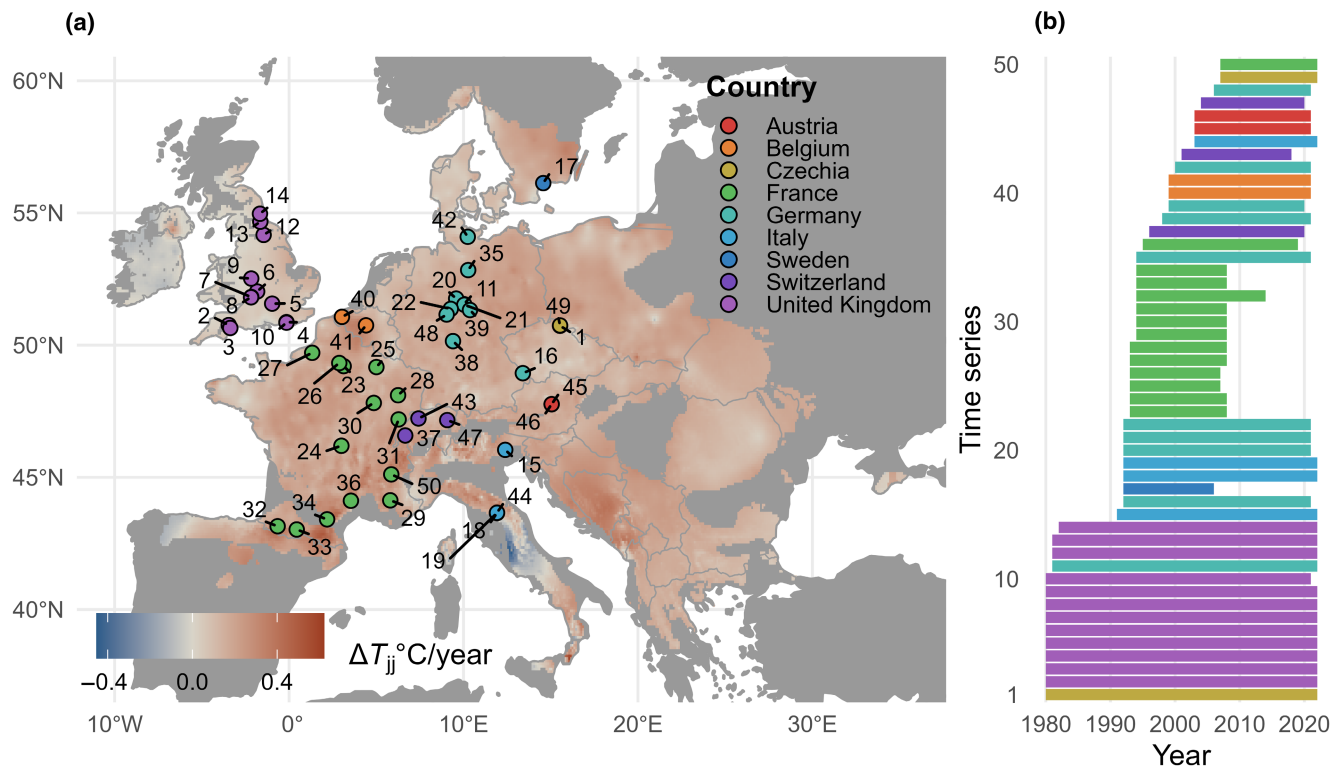 (a)
(b)
60°N
55°N
50°N
45°N
40°N
10°W
0°
10°E
20°E
30°E
Country
Austria
Belgium
Czechia
France
Germany
Italy
Sweden
Switzerland
United Kingdom
17
14
13
12
42
9
6
7
8
5
35
20
11
2
10
4
3
22
40
21
49
48
39
1
41
27
25
38
16
26
23
28
45
43
30
46
37
47
24
31
15
36
50
44
32
34
29
18
33
19
ΔTjj°C/year
−0.4
0.0
0.4
Time series
50
40
30
20
10
1
1980
1990
2000
2010
2020
Year